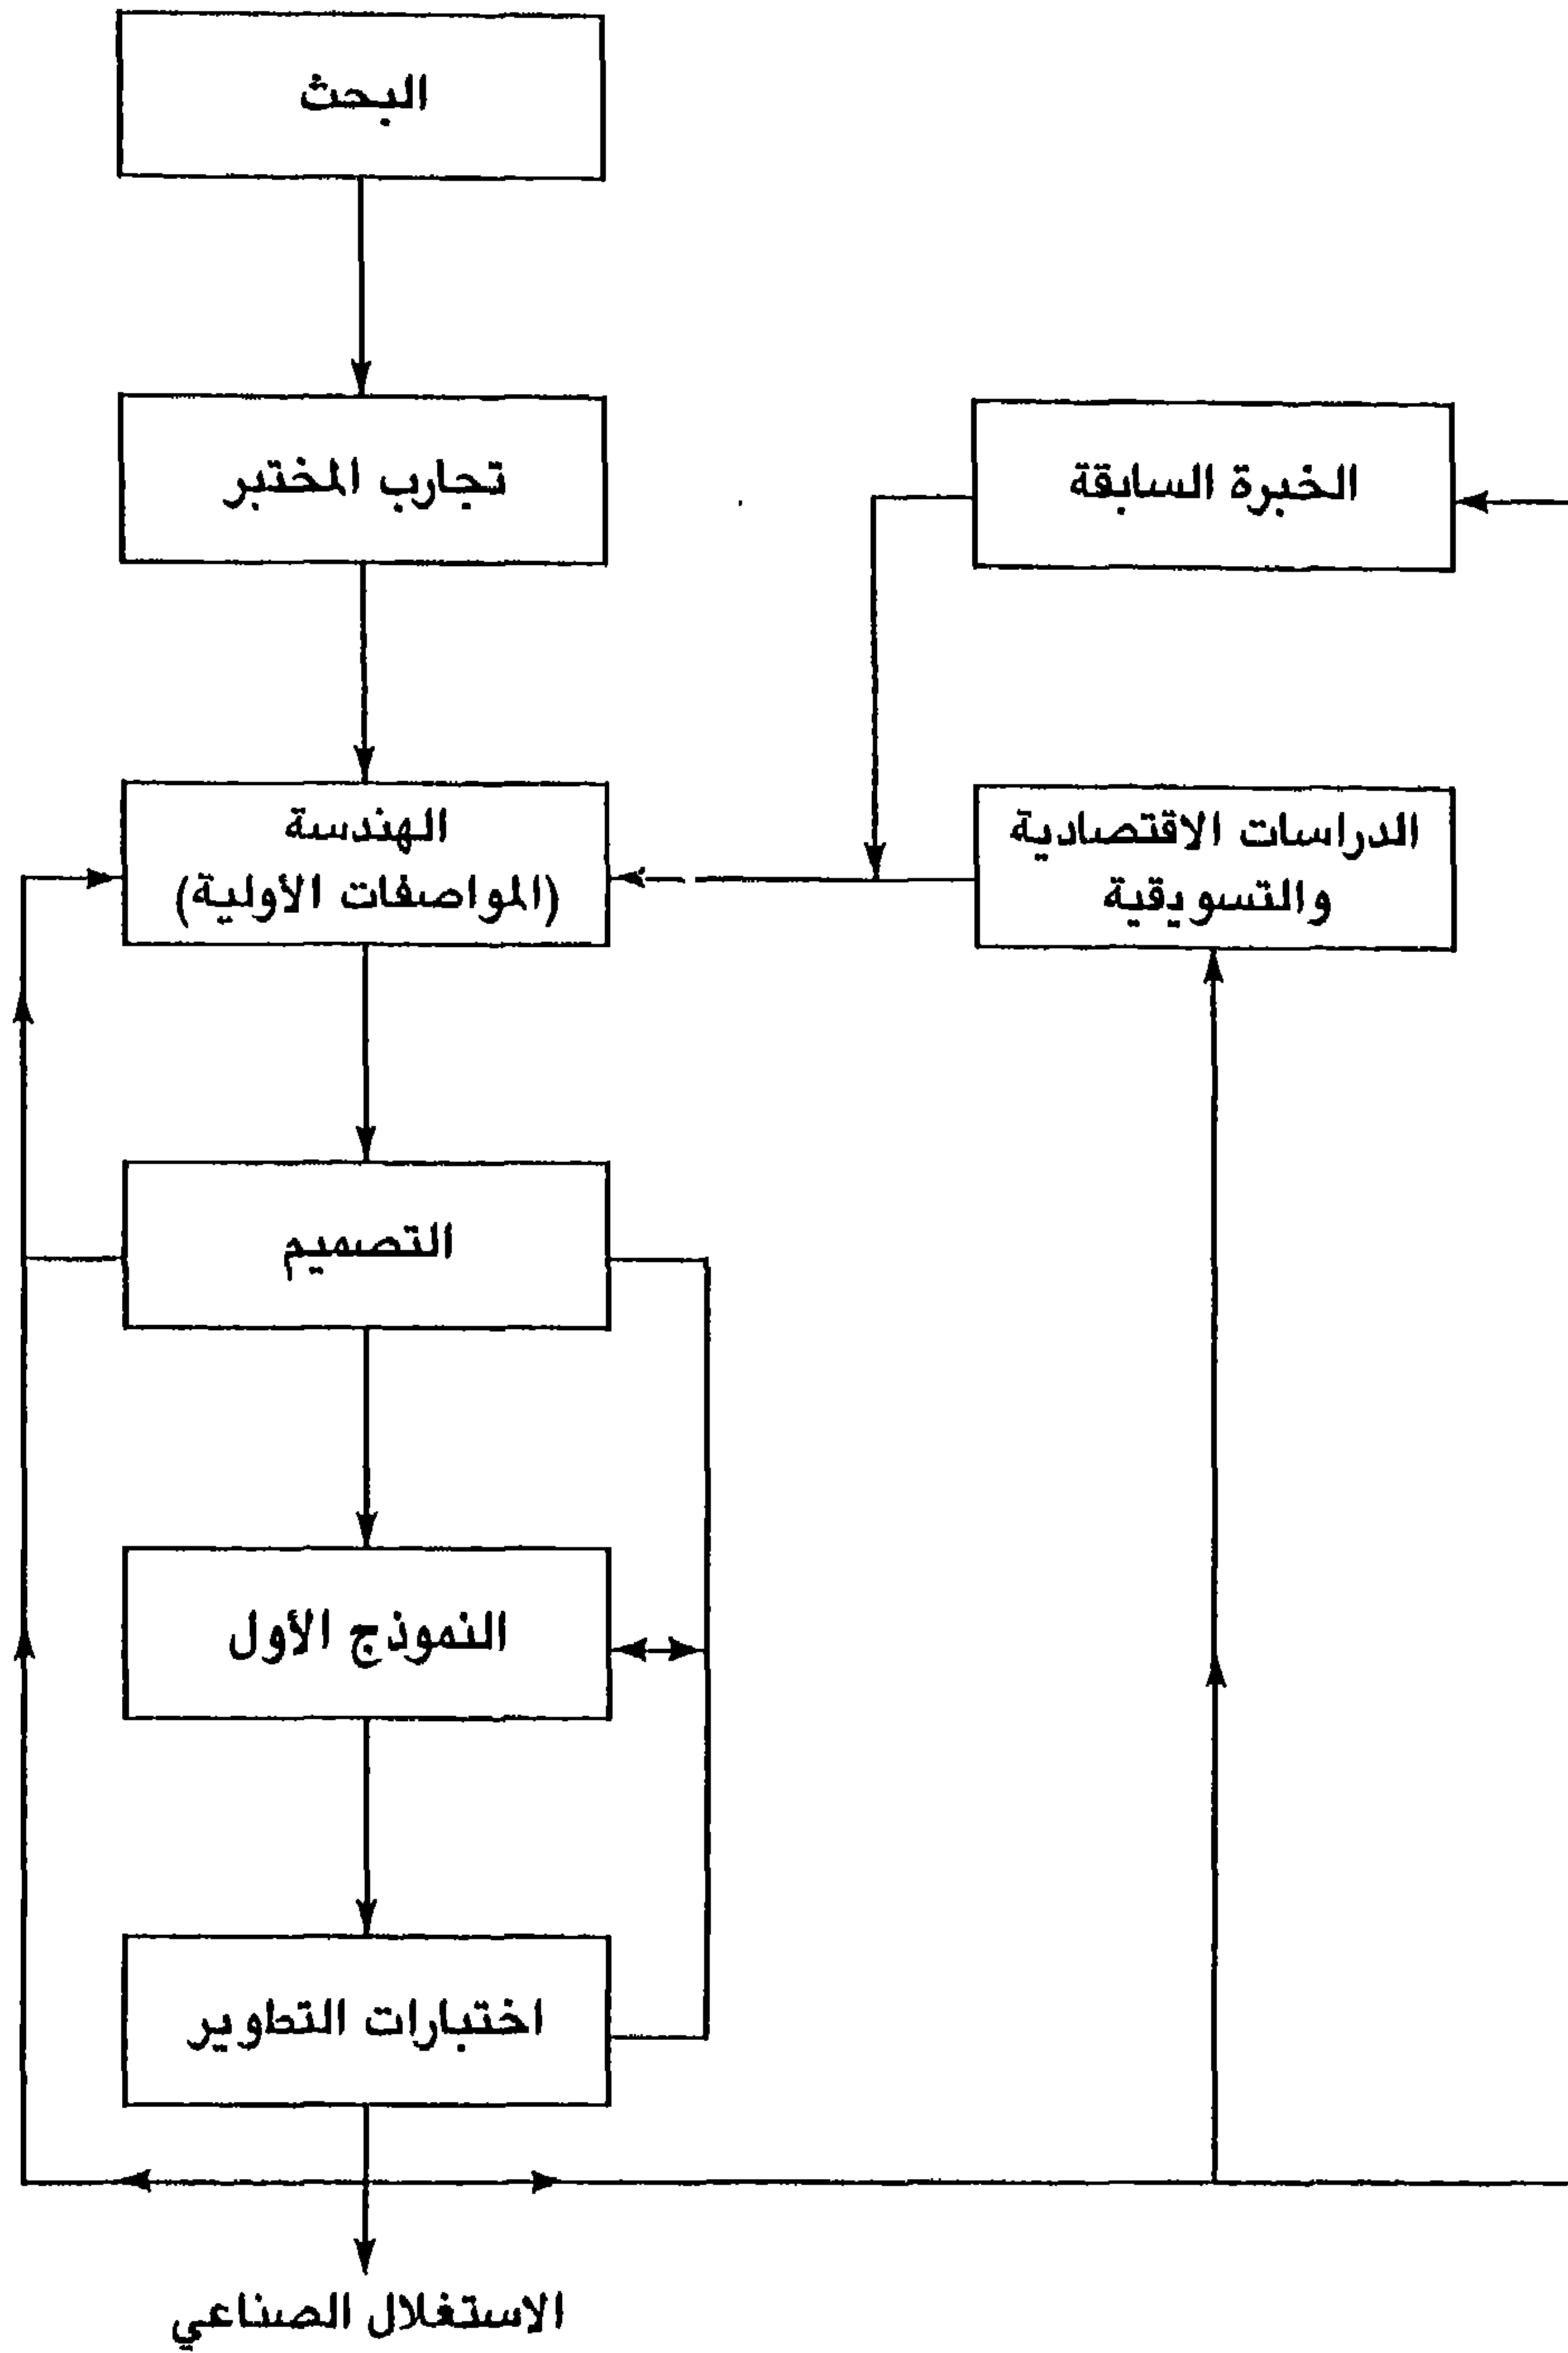 البحث
تجارب المختبر
الخبرة السابقة
الهندسة
(المواصفات الأولية)
الدراسات الاقتصادية
والتسويقية
التصميم
النموذج الأول
اختبارات التطوير
الاستغلال الصناعي